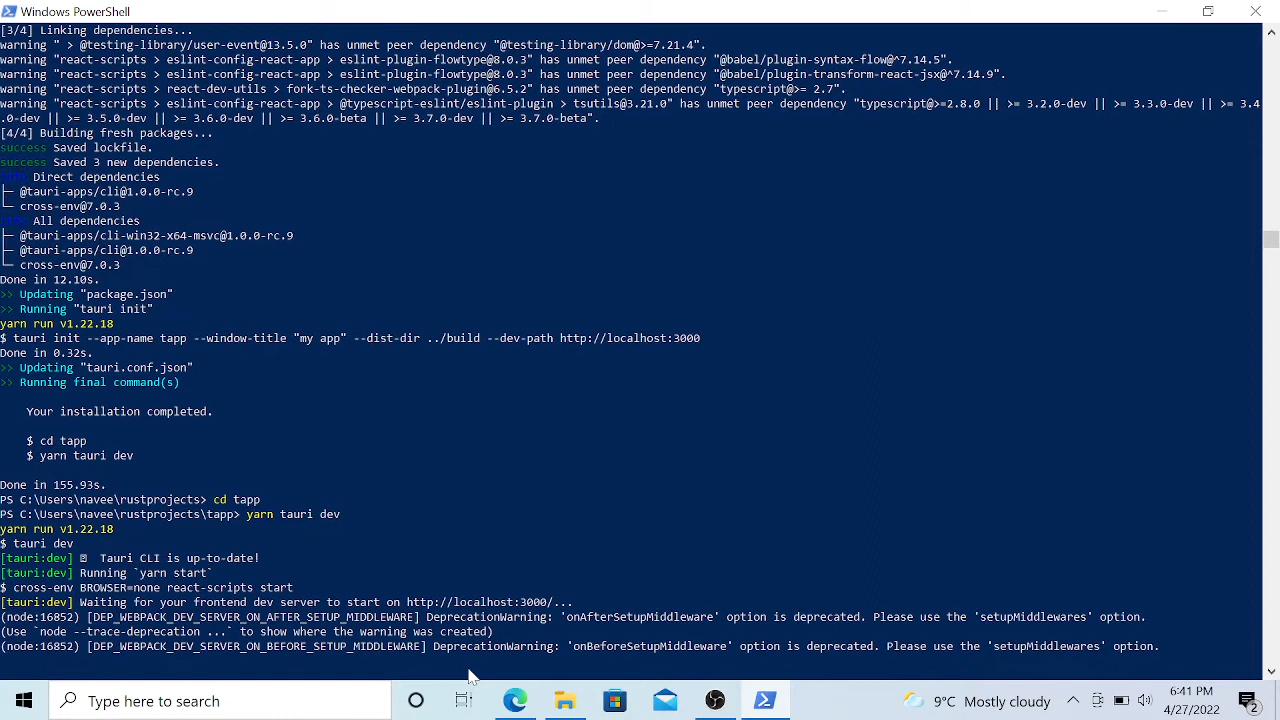 Windows PowerShell
[3/4] Linking dependencies...
warning " > @testing-library/user-event@13.5.0" has unmet peer dependency "@testing-library/dom@>=7.21.4".
warning "react-scripts > eslint-config-react-app > eslint-plugin-flowtype@8.0.3" has unmet peer dependency "@babel/plugin-syntax-flow@^7.14.5".
warning "react-scripts > eslint-config-react-app > eslint-plugin-flowtype@8.0.3" has unmet peer dependency "@babel/plugin-transform-react-jsx@^7.14.9".
warning "react-scripts > react-dev-utils > fork-ts-checker-webpack-plugin@6.5.2" has unmet peer dependency "typescript@>= 2.7".
warning "react-scripts > eslint-config-react-app > @typescript-eslint/eslint-plugin > tsutils@3.21.0" has unmet peer dependency "typescript@>=2.8.0 || >= 3.2.0-dev || >= 3.3.0-dev || >= 3.4
.0-dev || >= 3.5.0-dev || >= 3.6.0-dev || >= 3.6.0-beta || >= 3.7.0-dev || >= 3.7.0-beta".
[4/4] Building fresh packages...
success Saved lockfile.
success Saved 3 new dependencies.
info Direct dependencies
├─ @tauri-apps/cli@1.0.0-rc.9
└─ cross-env@7.0.3
info All dependencies
├─ @tauri-apps/cli-win32-x64-msvc@1.0.0-rc.9
├─ @tauri-apps/cli@1.0.0-rc.9
└─ cross-env@7.0.3
Done in 12.10s.
>> Updating "package.json"
>> Running "tauri init"
yarn run v1.22.18
$ tauri init --app-name tapp --window-title "my app" --dist-dir ../build --dev-path http://localhost:3000
Done in 0.32s.
>> Updating "tauri.conf.json"
>> Running final command(s)
Your installation completed.
$ cd tapp
$ yarn tauri dev
Done in 155.93s.
PS C:\Users\navee\rustprojects> cd tapp
PS C:\Users\navee\rustprojects\tapp> yarn tauri dev
yarn run v1.22.18
$ tauri dev
[tauri:dev] Tauri CLI is up-to-date!
[tauri:dev] Running `yarn start`
$ cross-env BROWSER=none react-scripts start
[tauri:dev] Waiting for your frontend dev server to start on http://localhost:3000/...
(node:16852) [DEP_WEBPACK_DEV_SERVER_ON_AFTER_SETUP_MIDDLEWARE] DeprecationWarning: 'onAfterSetupMiddleware' option is deprecated. Please use the 'setupMiddlewares' option.
(Use `node --trace-deprecation ...` to show where the warning was created)
(node:16852) [DEP_WEBPACK_DEV_SERVER_ON_BEFORE_SETUP_MIDDLEWARE] DeprecationWarning: 'onBeforeSetupMiddleware' option is deprecated. Please use the 'setupMiddlewares' option.
Type here to search
9°C Mostly cloudy
6:41 PM
4/27/2022
2